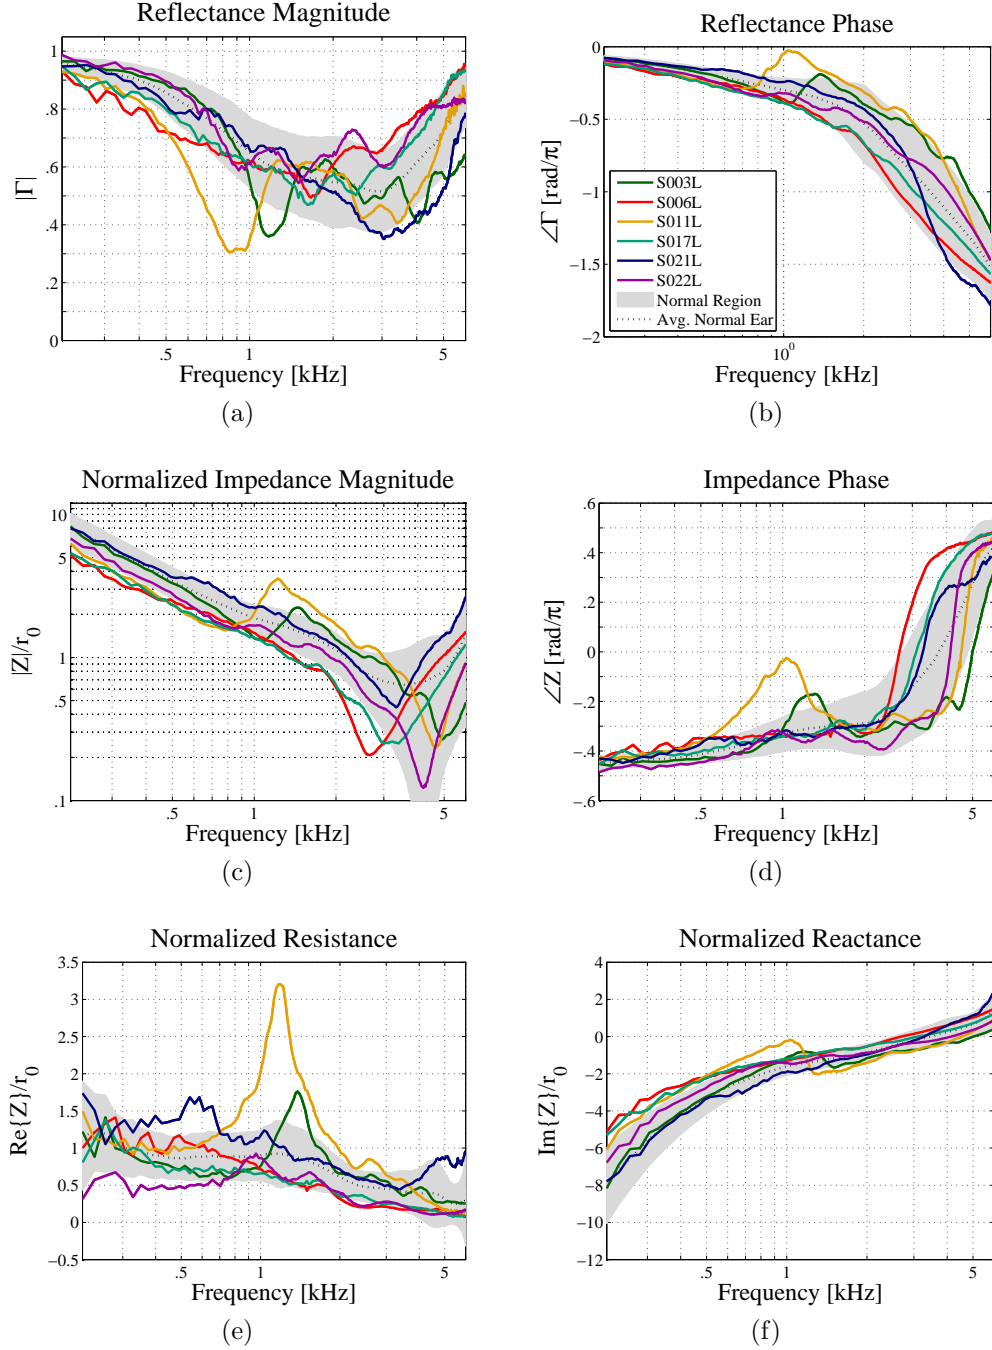 Reflectance Magnitude
1
.8
.6
.4
.2
0
|Γ|
.5
1
5
Frequency [kHz]
(a)
Reflectance Phase
0
−0.5
−1
−1.5
−2
∠Γ [rad/π]
S003L
S006L
S011L
S017L
S021L
S022L
Normal Region
Avg. Normal Ear
10⁰
Frequency [kHz]
(b)
Normalized Impedance Magnitude
10
5
1
.5
.1
|Z|/r₀
.5
1
5
Frequency [kHz]
(c)
Impedance Phase
.6
.4
.2
0
−.2
−.4
−.6
∠Z [rad/π]
.5
1
5
Frequency [kHz]
(d)
Normalized Resistance
3.5
3
2.5
2
1.5
1
0.5
0
−0.5
Re{Z}/r₀
.5
1
5
Frequency [kHz]
(e)
Normalized Reactance
4
2
0
−2
−4
−6
−8
−10
−12
Im{Z}/r₀
.5
1
5
Frequency [kHz]
(f)